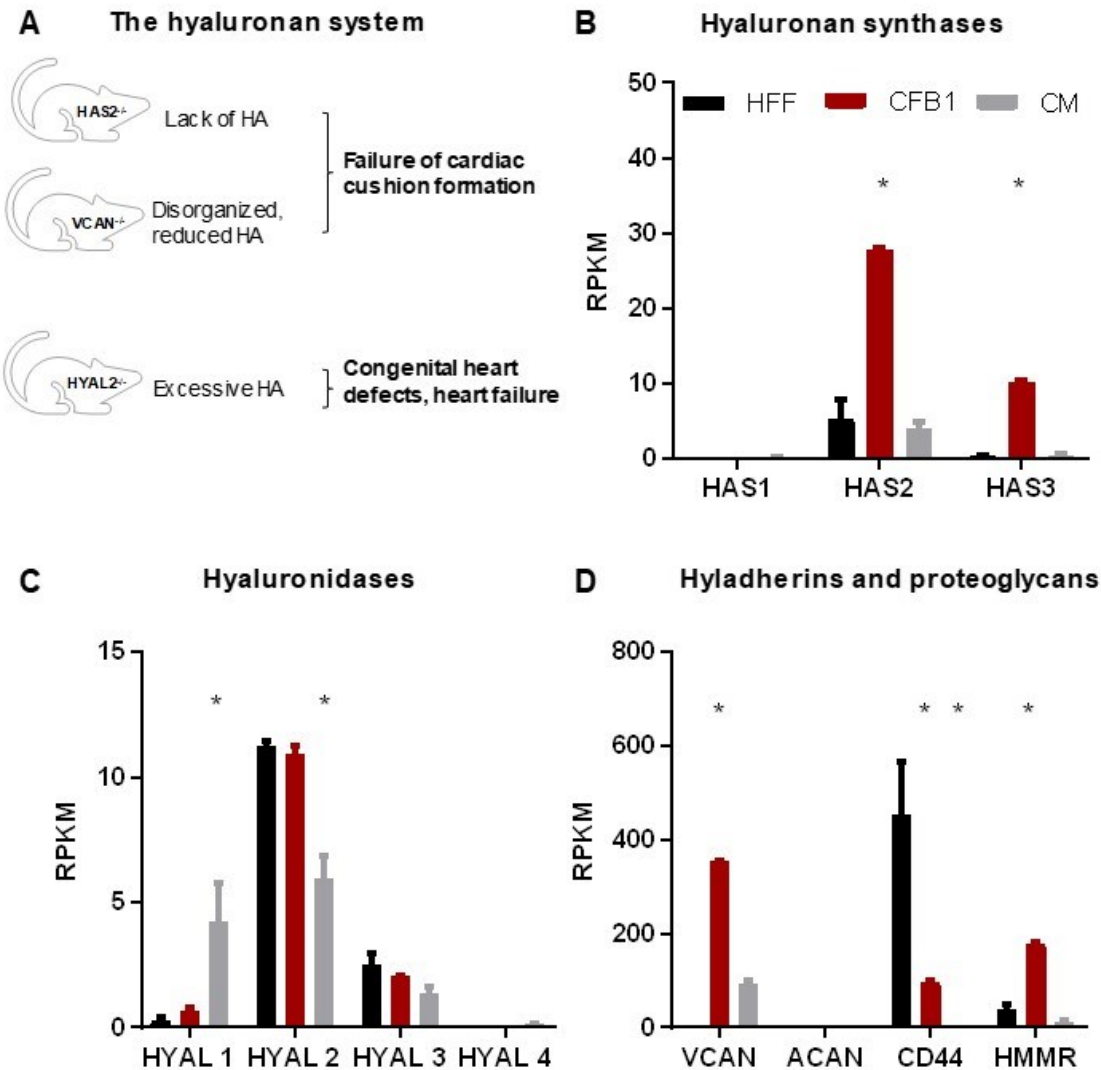 A The hyaluronan system
HAS2-/-
Lack of HA
VCAN-/-
Disorganized,
reduced HA
Failure of cardiac
cushion formation
HYAL2-/-
Excessive HA
Congenital heart
defects, heart failure
B Hyaluronan synthases
HFF CFB1 CM
RPKM
50
40
30
20
10
0
* *
HAS1 HAS2 HAS3
C Hyaluronidases
RPKM
15
10
5
0
* *
HYAL 1 HYAL 2 HYAL 3 HYAL 4
D Hyladherins and proteoglycans
RPKM
800
600
400
200
0
* * * *
VCAN ACAN CD44 HMMR